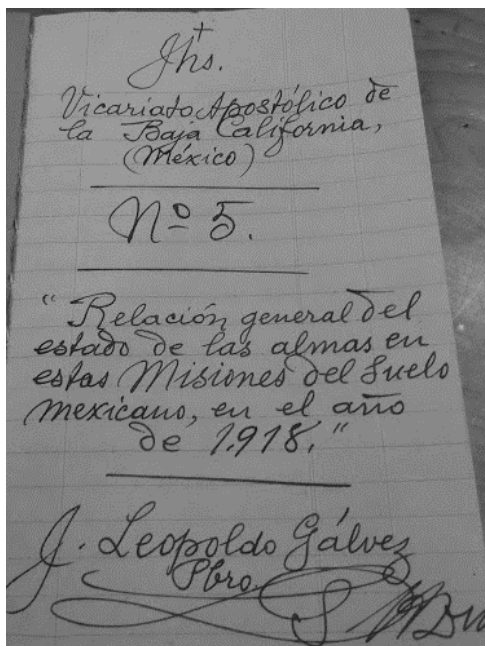 Jhs.
Vicariato Apostólico de
la Baja California,
(México)
Nº 5.
"Relación general del
estado de las almas en
estas Misiones del Suelo
mexicano, en el año
de 1.918."
J. Leopoldo Gálvez
Pbro.